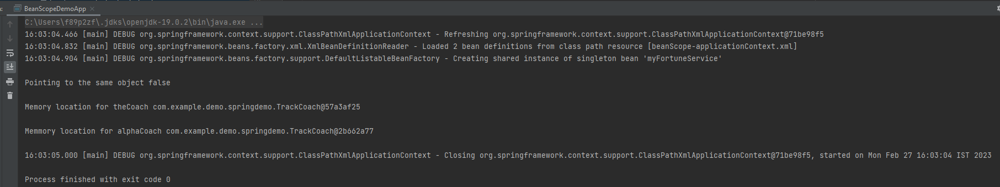 BeanScopeDemoApp
C:\Users\f89p2zf\.jdks\openjdk-19.0.2\bin\java.exe ...
16:03:04.466 [main] DEBUG org.springframework.context.support.ClassPathXmlApplicationContext - Refreshing org.springframework.context.support.ClassPathXmlApplicationContext@71be98f5
16:03:04.832 [main] DEBUG org.springframework.beans.factory.xml.XmlBeanDefinitionReader - Loaded 2 bean definitions from class path resource [beanScope-applicationContext.xml]
16:03:04.904 [main] DEBUG org.springframework.beans.factory.support.DefaultListableBeanFactory - Creating shared instance of singleton bean 'myFortuneService'
Pointing to the same object false
Memory location for theCoach com.example.demo.springdemo.TrackCoach@57a3af25
Memmory location for alphaCoach com.example.demo.springdemo.TrackCoach@2b662a77
16:03:05.000 [main] DEBUG org.springframework.context.support.ClassPathXmlApplicationContext - Closing org.springframework.context.support.ClassPathXmlApplicationContext@71be98f5, started on Mon Feb 27 16:03:04 IST 2023
Process finished with exit code 0